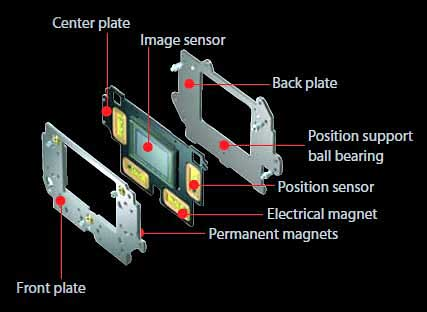 Center plate
Image sensor
Back plate
Position support
ball bearing
Position sensor
Electrical magnet
Permanent magnets
Front plate